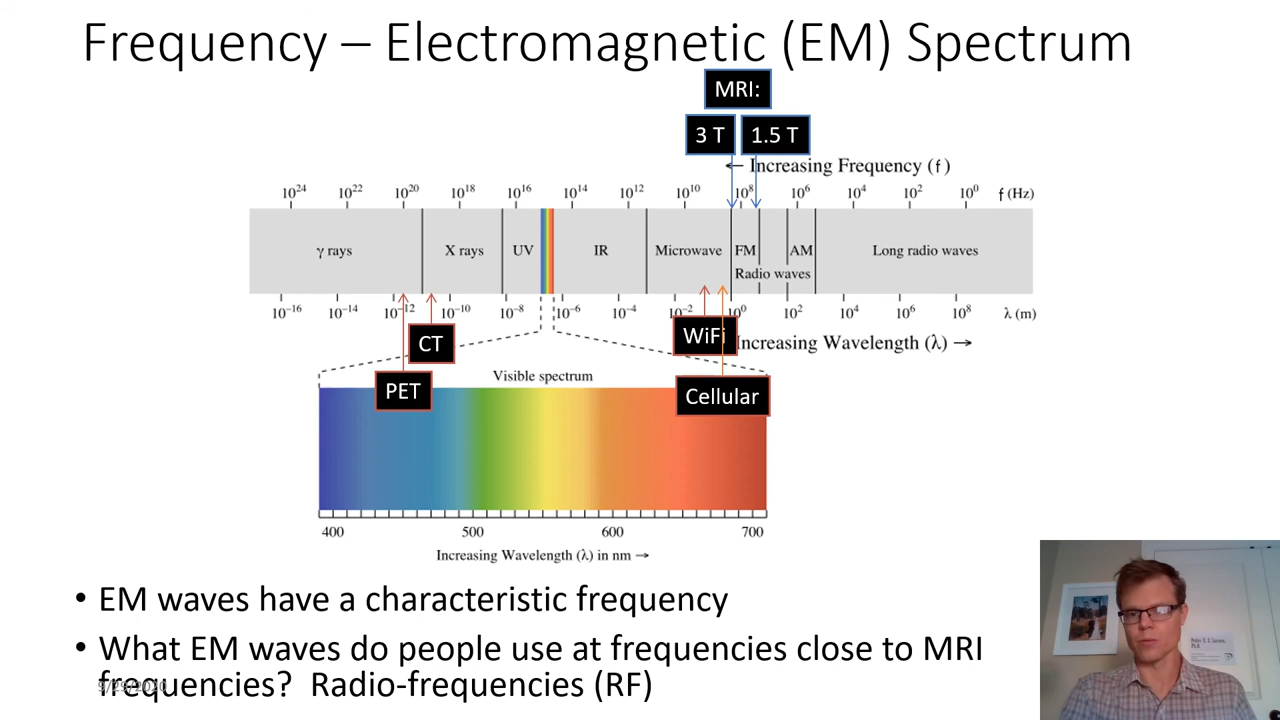 Frequency – Electromagnetic (EM) Spectrum
MRI:
3 T 1.5 T
← Increasing Frequency (f)
10²⁴ 10²² 10²⁰ 10¹⁸ 10¹⁶ 10¹⁴ 10¹² 10¹⁰ 10⁸ 10⁶ 10⁴ 10² 10⁰ f (Hz)
γ rays X rays UV IR Microwave FM AM Long radio waves
Radio waves
10⁻¹⁶ 10⁻¹⁴ 10⁻¹² 10⁻¹⁰ 10⁻⁸ 10⁻⁶ 10⁻⁴ 10⁻² 10⁰ 10² 10⁴ 10⁶ 10⁸ λ (m)
CT WiFi Increasing Wavelength (λ) →
Visible spectrum
PET Cellular
400 500 600 700
Increasing Wavelength (λ) in nm →
• EM waves have a characteristic frequency
• What EM waves do people use at frequencies close to MRI
frequencies? Radio-frequencies (RF)